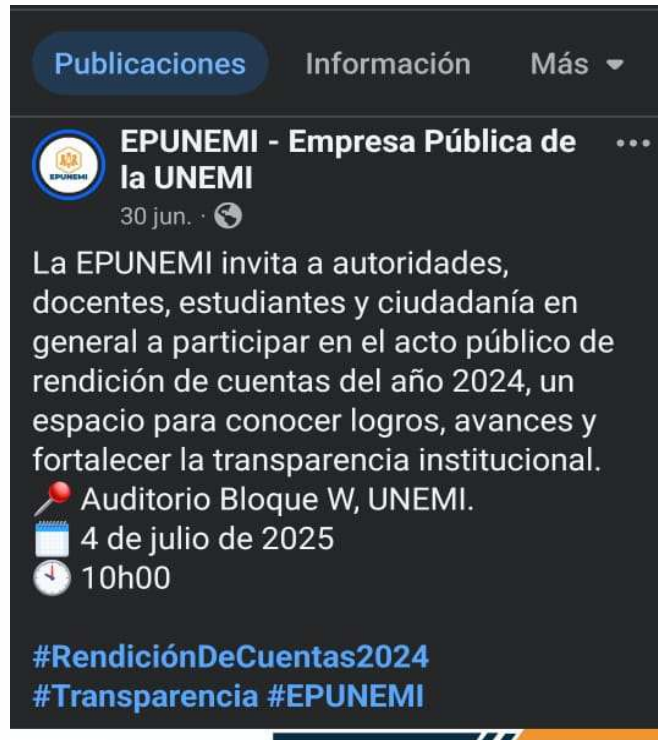 Publicaciones Información Más
EPUNEMI - Empresa Pública de
la UNEMI
30 jun. ·
La EPUNEMI invita a autoridades,
docentes, estudiantes y ciudadanía en
general a participar en el acto público de
rendición de cuentas del año 2024, un
espacio para conocer logros, avances y
fortalecer la transparencia institucional.
📍 Auditorio Bloque W, UNEMI.
🗓️ 4 de julio de 2025
🕙 10h00
#RendiciónDeCuentas2024
#Transparencia #EPUNEMI